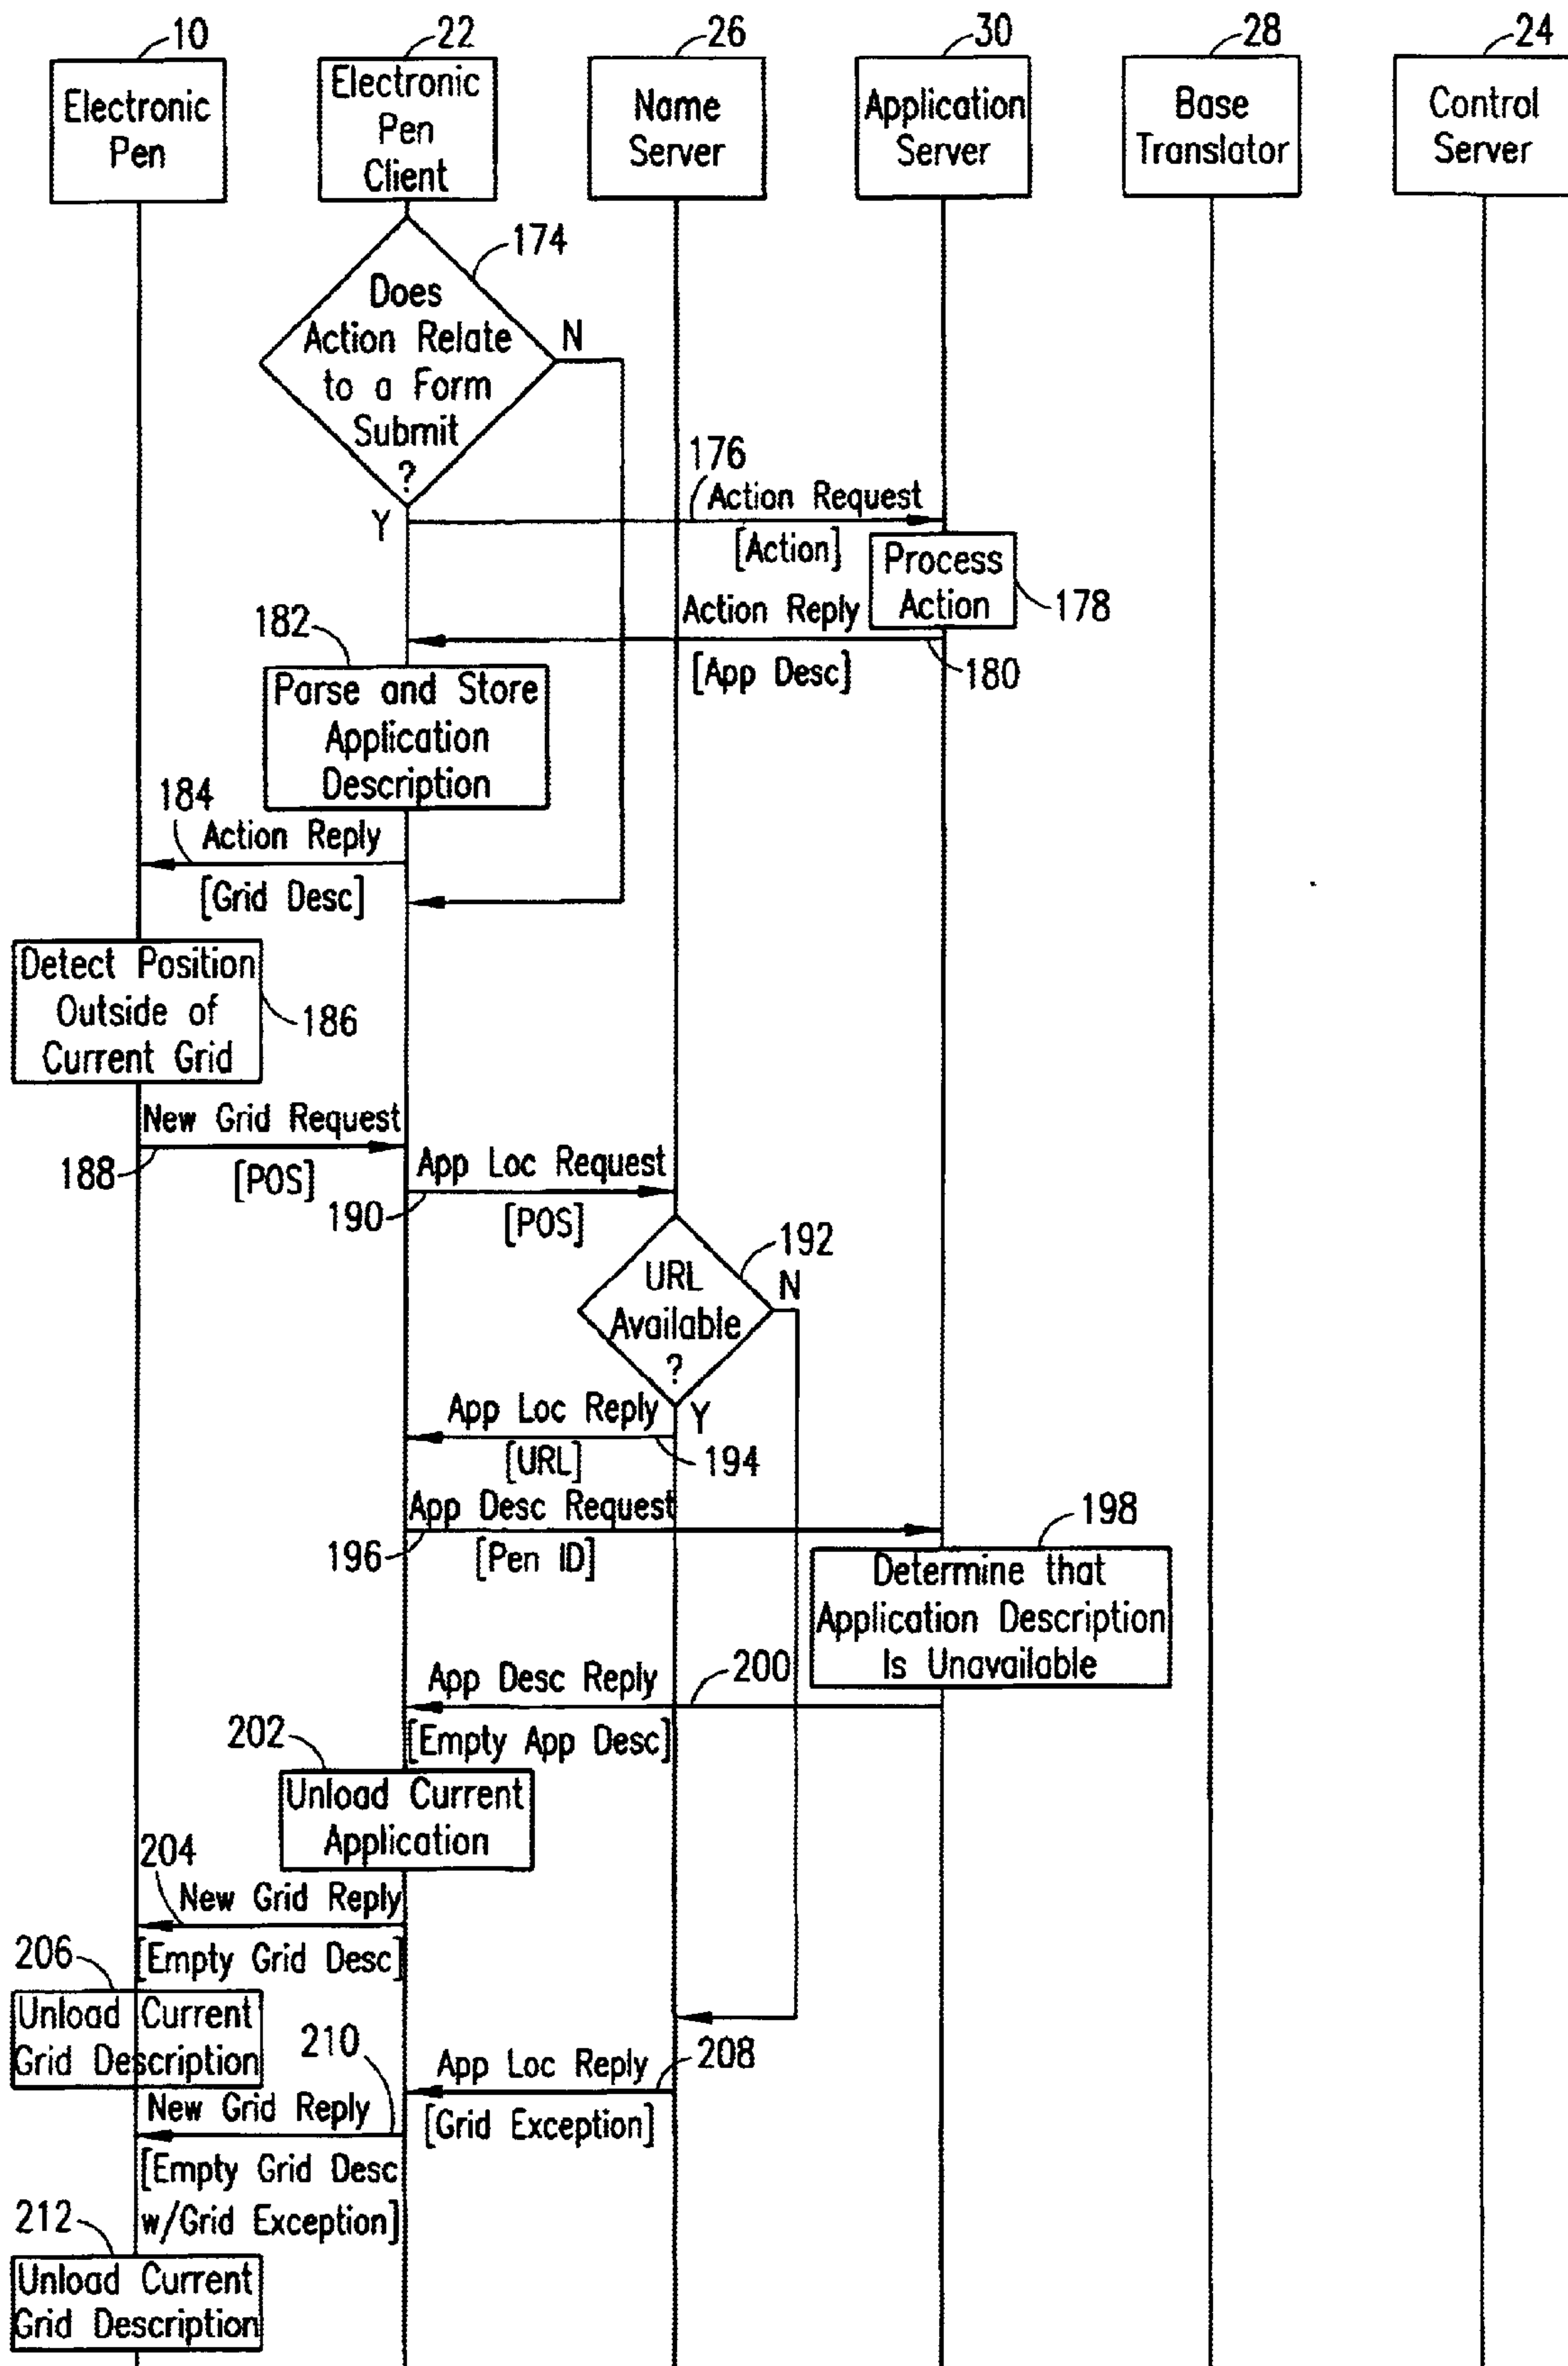 10
22
26
30
28
24
Electronic
Pen
Electronic
Pen
Client
Name
Server
Application
Server
Base
Translator
Control
Server
174
Does
Action Relate
to a Form
Submit
?
N
Y
176
Action Request
[Action]
Process
Action
178
Action Reply
[App Desc]
180
182
Parse and Store
Application
Description
184
Action Reply
[Grid Desc]
Detect Position
Outside of
Current Grid
186
New Grid Request
188
[POS]
App Loc Request
190
[POS]
192
URL
Available
?
N
Y
App Loc Reply
[URL]
194
App Desc Request
196
[Pen ID]
198
Determine that
Application Description
Is Unavailable
App Desc Reply
200
[Empty App Desc]
202
Unload Current
Application
204
New Grid Reply
[Empty Grid Desc]
206
Unload Current
Grid Description
App Loc Reply
208
[Grid Exception]
210
New Grid Reply
[Empty Grid Desc
w/Grid Exception]
212
Unload Current
Grid Description